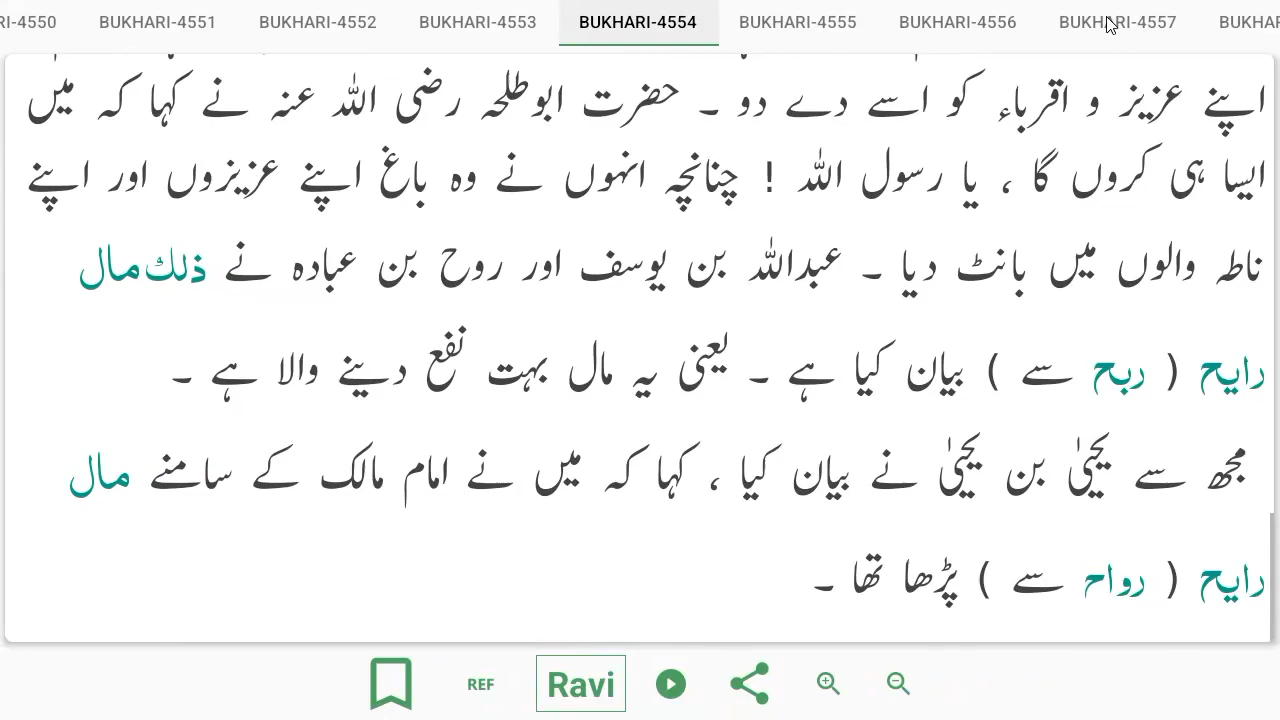 RI-4550 BUKHARI-4551 BUKHARI-4552 BUKHARI-4553 BUKHARI-4554 BUKHARI-4555 BUKHARI-4556 BUKHARI-4557 BUKHAR
اپنے عزیز و اقرباء کو اسے دے دو ۔ حضرت ابوطلحہ رضی اللہ عنہ نے کہا کہ میں
ایسا ہی کروں گا ، یا رسول اللہ ! چنانچہ انہوں نے وہ باغ اپنے عزیزوں اور اپنے
ناطہ والوں میں بانٹ دیا ۔ عبداللہ بن یوسف اور روح بن عبادہ نے ذلك مال
رايح ( ربح سے ) بیان کیا ہے ۔ یعنی یہ مال بہت نفع دینے والا ہے ۔
مجھ سے یحییٰ بن یحییٰ نے بیان کیا ، کہا کہ میں نے امام مالک کے سامنے مال
رايح ( رواح سے ) پڑھا تھا ۔
REF Ravi